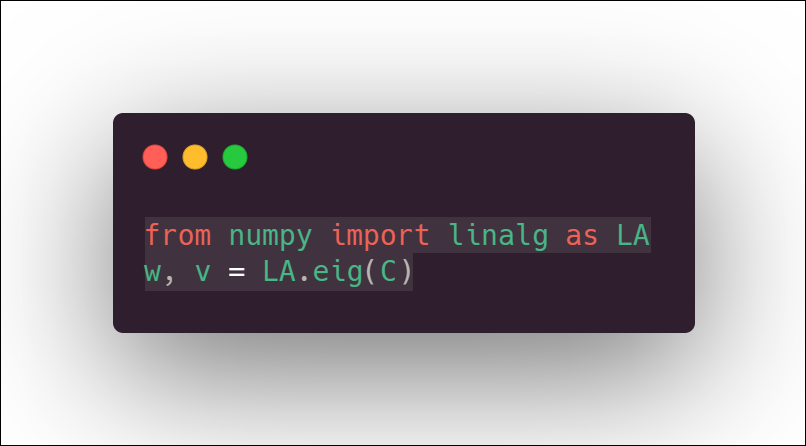 from numpy import linalg as LA
w, v = LA.eig(C)